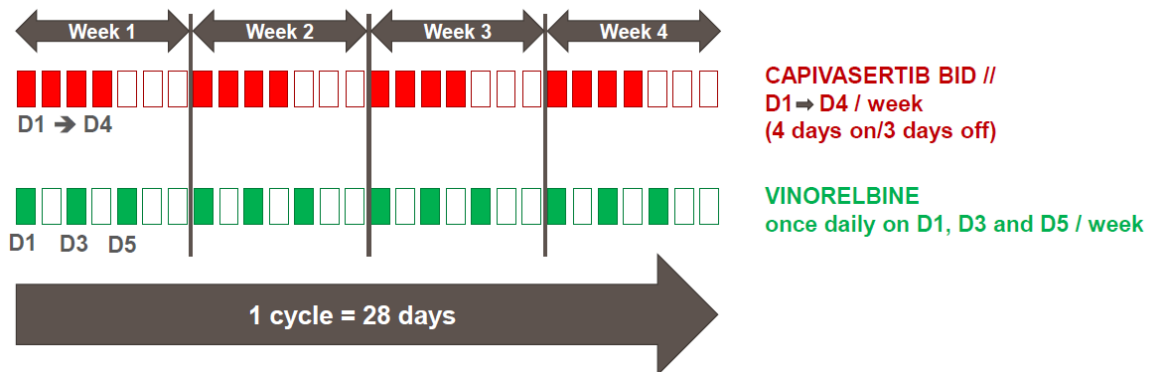 Week 1
Week 2
Week 3
Week 4
CAPIVASERTIB BID //
D1 ➡ D4 / week
(4 days on/3 days off)
D1 ➔ D4
VINORELBINE
once daily on D1, D3 and D5 / week
D1
D3
D5
1 cycle = 28 days